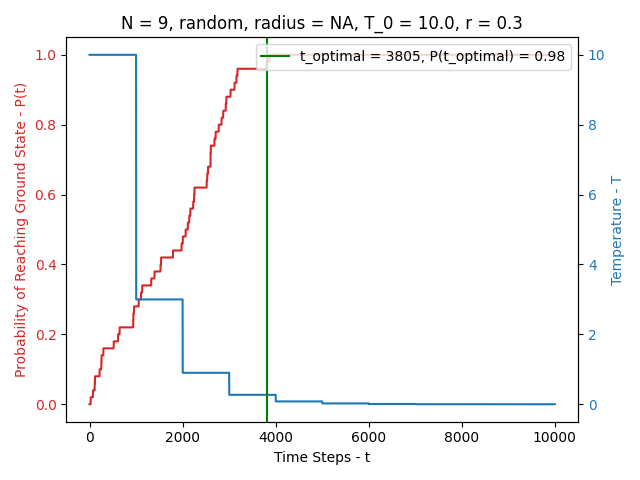 N = 9, random, radius = NA, T_0 = 10.0, r = 0.3
t_optimal = 3805, P(t_optimal) = 0.98
Probability of Reaching Ground State - P(t)
1.0
0.8
0.6
0.4
0.2
0.0
10
8
6
4
2
0
Temperature - T
0 2000 4000 6000 8000 10000
Time Steps - t